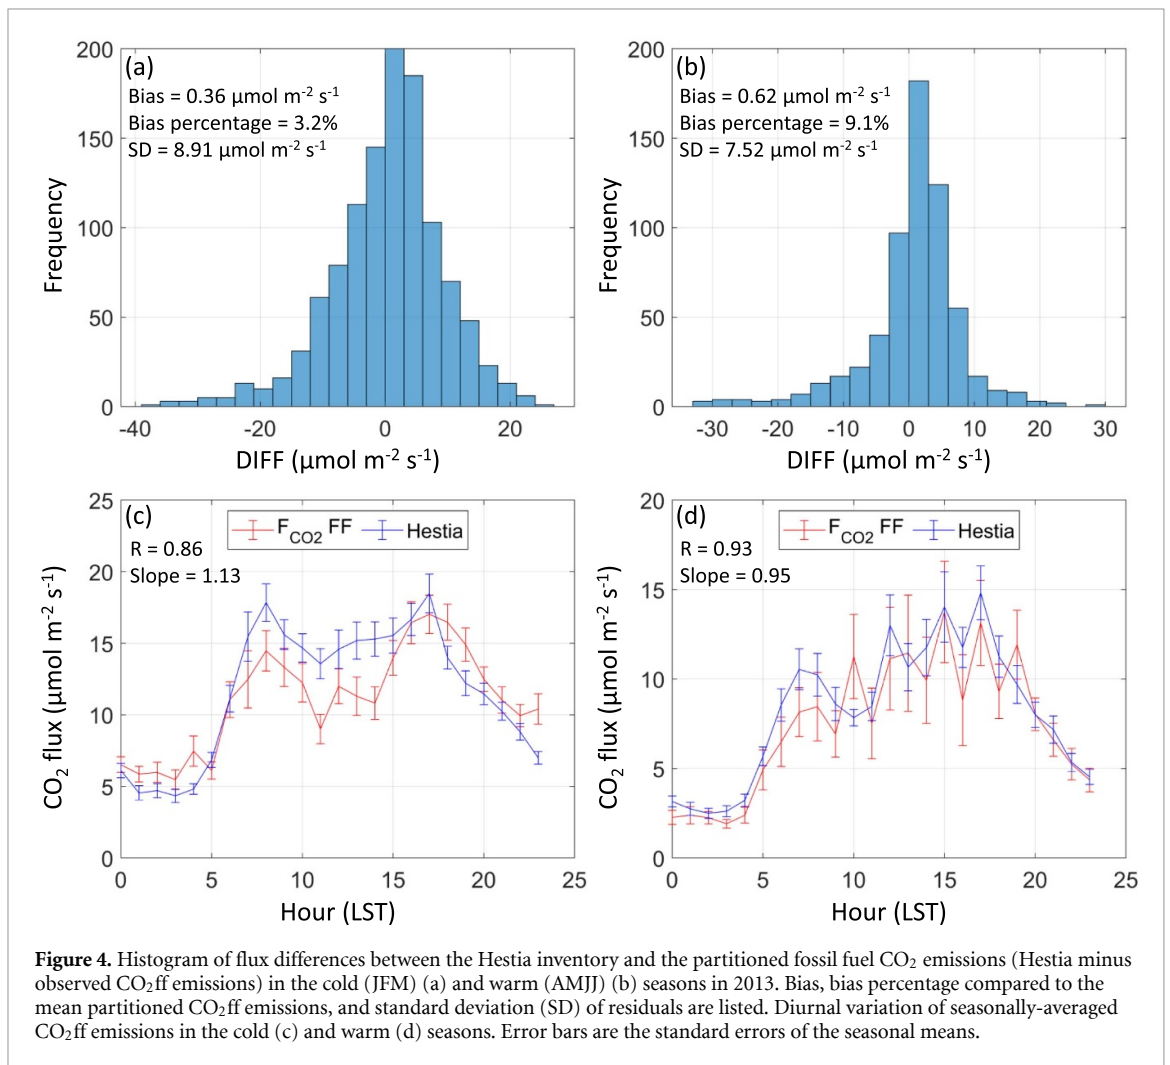 (a)
Bias = 0.36 μmol m-2 s-1
Bias percentage = 3.2%
SD = 8.91 μmol m-2 s-1
200
150
100
50
0
Frequency
-40 -20 0 20
DIFF (μmol m-2 s-1)
(b)
Bias = 0.62 μmol m-2 s-1
Bias percentage = 9.1%
SD = 7.52 μmol m-2 s-1
200
150
100
50
0
Frequency
-30 -20 -10 0 10 20 30
DIFF (μmol m-2 s-1)
(c)
FCO2 FF Hestia
R = 0.86
Slope = 1.13
25
20
15
10
5
0
CO2 flux (μmol m-2 s-1)
0 5 10 15 20 25
Hour (LST)
(d)
FCO2 FF Hestia
R = 0.93
Slope = 0.95
20
15
10
5
0
CO2 flux (μmol m-2 s-1)
0 5 10 15 20 25
Hour (LST)
Figure 4. Histogram of flux differences between the Hestia inventory and the partitioned fossil fuel CO2 emissions (Hestia minus
observed CO2ff emissions) in the cold (JFM) (a) and warm (AMJJ) (b) seasons in 2013. Bias, bias percentage compared to the
mean partitioned CO2ff emissions, and standard deviation (SD) of residuals are listed. Diurnal variation of seasonally-averaged
CO2ff emissions in the cold (c) and warm (d) seasons. Error bars are the standard errors of the seasonal means.